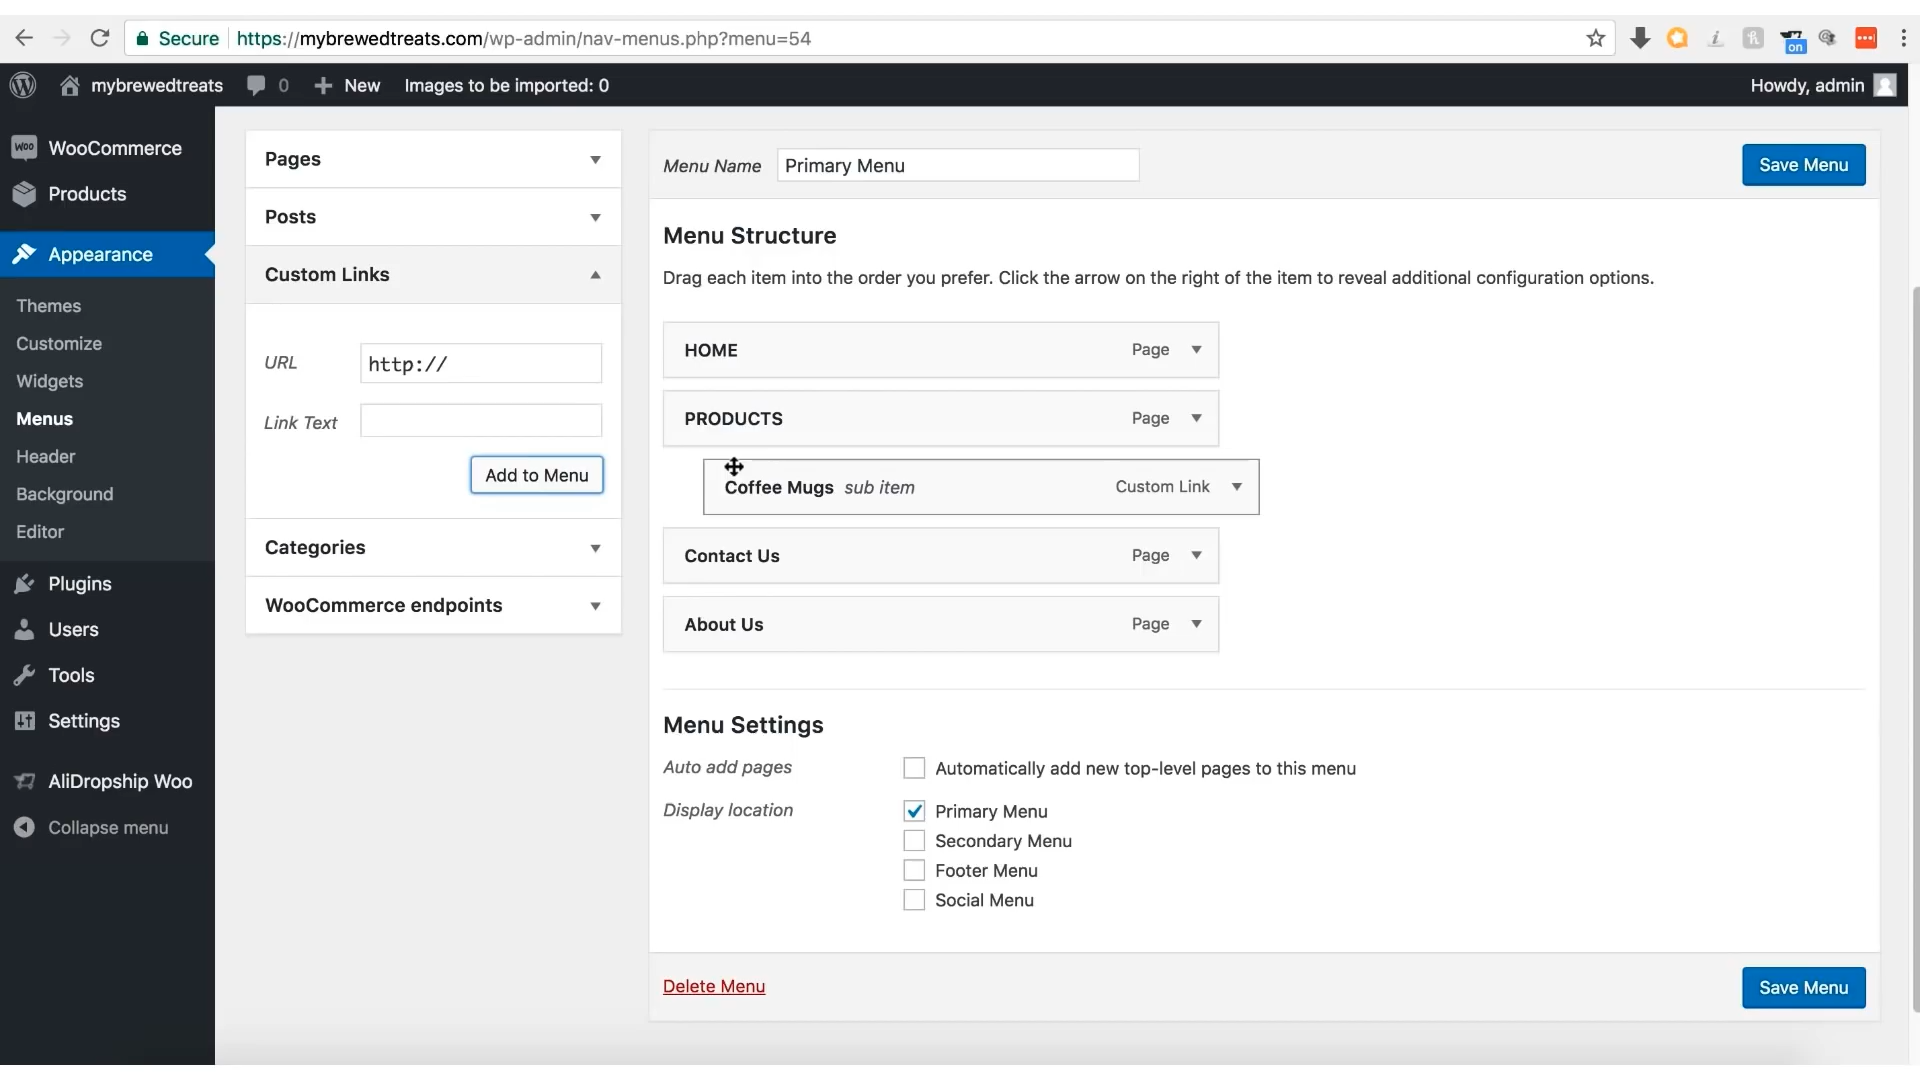 Secure https://mybrewedtreats.com/wp-admin/nav-menus.php?menu=54
on
mybrewedtreats 0 New Images to be imported: 0 Howdy, admin
WooCommerce
Products
Appearance
Themes
Customize
Widgets
Menus
Header
Background
Editor
Plugins
Users
Tools
Settings
AliDropship Woo
Collapse menu
Pages
Posts
Custom Links
URL http://
Link Text
Add to Menu
Categories
WooCommerce endpoints
Menu Name Primary Menu Save Menu
Menu Structure
Drag each item into the order you prefer. Click the arrow on the right of the item to reveal additional configuration options.
HOME Page
PRODUCTS Page
Coffee Mugs sub item Custom Link
Contact Us Page
About Us Page
Menu Settings
Auto add pages Automatically add new top-level pages to this menu
Display location Primary Menu
Secondary Menu
Footer Menu
Social Menu
Delete Menu Save Menu